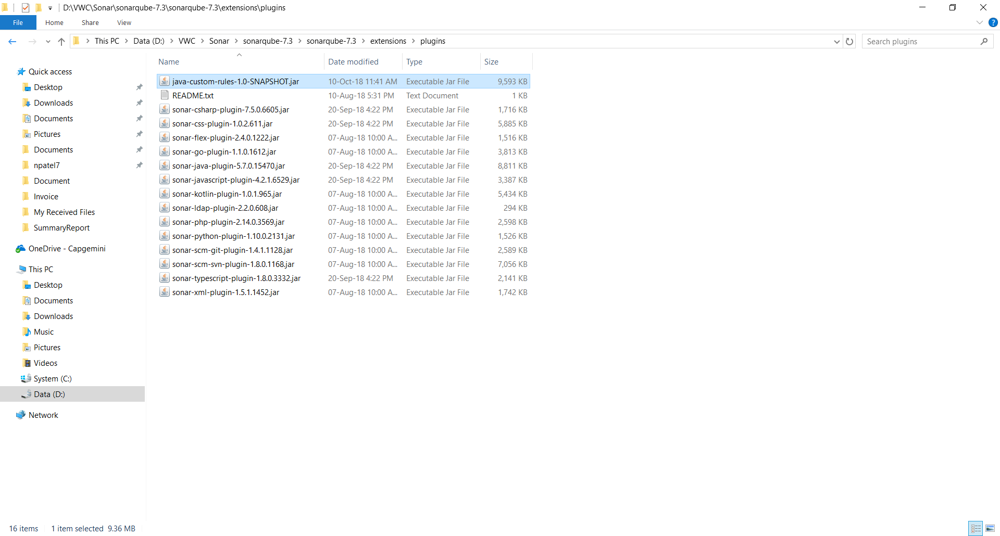 D:\VWC\Sonar\sonarqube-7.3\sonarqube-7.3\extensions\plugins
File Home Share View ?
This PC Data (D:) VWC Sonar sonarqube-7.3 sonarqube-7.3 extensions plugins Search plugins
Quick access
Desktop
Downloads
Documents
Pictures
Documents
npatel7
Document
Invoice
My Received Files
SummaryReport
OneDrive - Capgemini
This PC
Desktop
Documents
Downloads
Music
Pictures
Videos
System (C:)
Data (D:)
Network
Name Date modified Type Size
java-custom-rules-1.0-SNAPSHOT.jar 10-Oct-18 11:41 AM Executable Jar File 9,593 KB
README.txt 10-Aug-18 5:31 PM Text Document 1 KB
sonar-csharp-plugin-7.5.0.6605.jar 20-Sep-18 4:22 PM Executable Jar File 1,716 KB
sonar-css-plugin-1.0.2.611.jar 20-Sep-18 4:22 PM Executable Jar File 5,885 KB
sonar-flex-plugin-2.4.0.1222.jar 07-Aug-18 10:00 A... Executable Jar File 1,516 KB
sonar-go-plugin-1.1.0.1612.jar 07-Aug-18 10:00 A... Executable Jar File 3,813 KB
sonar-java-plugin-5.7.0.15470.jar 20-Sep-18 4:22 PM Executable Jar File 8,811 KB
sonar-javascript-plugin-4.2.1.6529.jar 20-Sep-18 4:22 PM Executable Jar File 3,387 KB
sonar-kotlin-plugin-1.0.1.965.jar 07-Aug-18 10:00 A... Executable Jar File 5,434 KB
sonar-ldap-plugin-2.2.0.608.jar 07-Aug-18 10:00 A... Executable Jar File 294 KB
sonar-php-plugin-2.14.0.3569.jar 07-Aug-18 10:00 A... Executable Jar File 2,598 KB
sonar-python-plugin-1.10.0.2131.jar 07-Aug-18 10:00 A... Executable Jar File 1,526 KB
sonar-scm-git-plugin-1.4.1.1128.jar 07-Aug-18 10:00 A... Executable Jar File 2,589 KB
sonar-scm-svn-plugin-1.8.0.1168.jar 07-Aug-18 10:00 A... Executable Jar File 7,056 KB
sonar-typescript-plugin-1.8.0.3332.jar 20-Sep-18 4:22 PM Executable Jar File 2,141 KB
sonar-xml-plugin-1.5.1.1452.jar 07-Aug-18 10:00 A... Executable Jar File 1,742 KB
16 items 1 item selected 9.36 MB